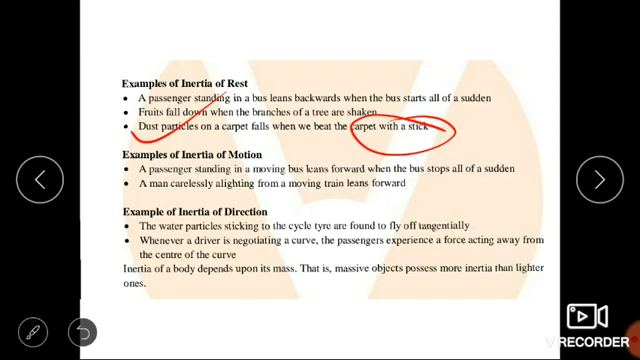 Examples of Inertia of Rest
• A passenger standing in a bus leans backwards when the bus starts all of a sudden
• Fruits fall down when the branches of a tree are shaken
• Dust particles on a carpet falls when we beat the carpet with a stick
Examples of Inertia of Motion
• A passenger standing in a moving bus leans forward when the bus stops all of a sudden
• A man carelessly alighting from a moving train leans forward
Example of Inertia of Direction
• The water particles sticking to the cycle tyre are found to fly off tangentially
• Whenever a driver is negotiating a curve, the passengers experience a force acting away from
the centre of the curve
Inertia of a body depends upon its mass. That is, massive objects possess more inertia than lighter
ones.
V RECORDER